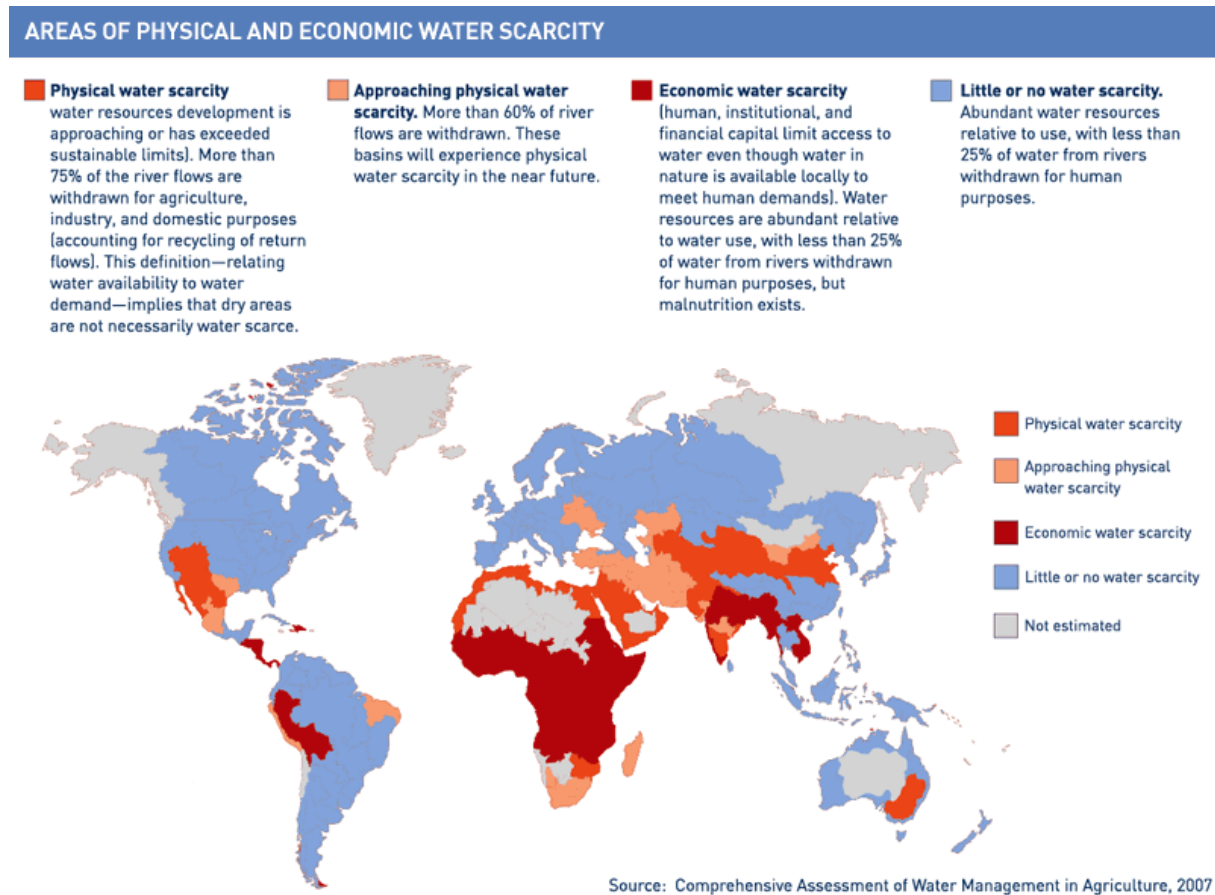 AREAS OF PHYSICAL AND ECONOMIC WATER SCARCITY
Physical water scarcity
water resources development is
approaching or has exceeded
sustainable limits). More than
75% of the river flows are
withdrawn for agriculture,
industry, and domestic purposes
(accounting for recycling of return
flows). This definition—relating
water availability to water
demand—implies that dry areas
are not necessarily water scarce.
Approaching physical water
scarcity. More than 60% of river
flows are withdrawn. These
basins will experience physical
water scarcity in the near future.
Economic water scarcity
(human, institutional, and
financial capital limit access to
water even though water in
nature is available locally to
meet human demands). Water
resources are abundant relative
to water use, with less than 25%
of water from rivers withdrawn
for human purposes, but
malnutrition exists.
Little or no water scarcity.
Abundant water resources
relative to use, with less than
25% of water from rivers
withdrawn for human
purposes.
Physical water scarcity
Approaching physical
water scarcity
Economic water scarcity
Little or no water scarcity
Not estimated
Source: Comprehensive Assessment of Water Management in Agriculture, 2007